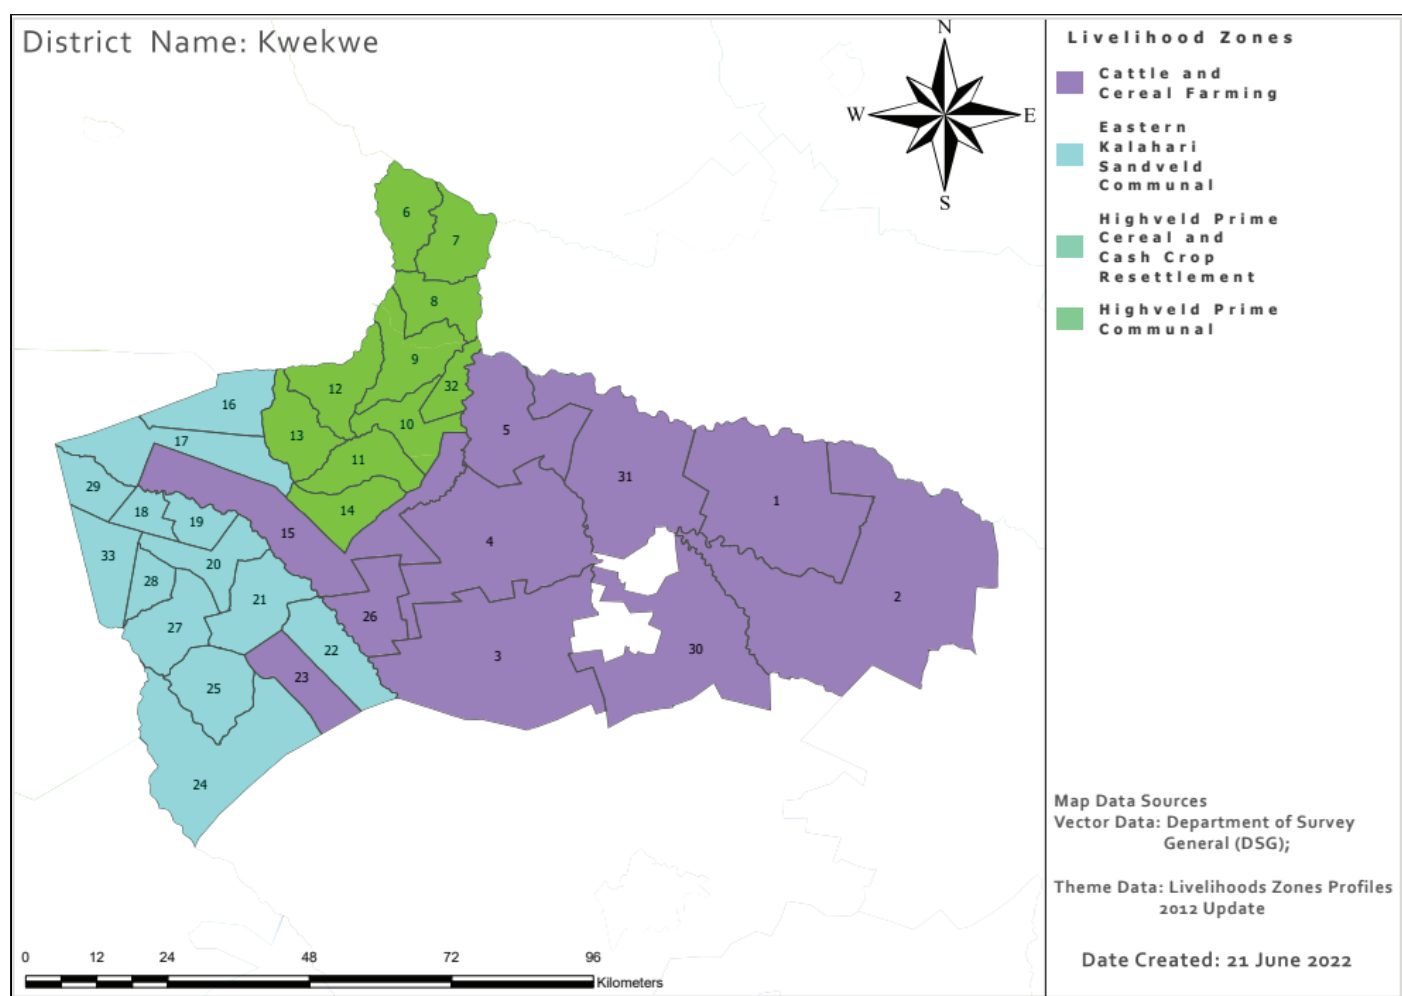 District Name: Kwekwe
N
W
E
S
Livelihood Zones
Cattle and
Cereal Farming
Eastern
Kalahari
Sandveld
Communal
Highveld Prime
Cereal and
Cash Crop
Resettlement
Highveld Prime
Communal
6
7
8
9
12
32
16
10
13
5
17
11
31
29
1
14
18
19
15
4
33
20
28
2
21
26
27
22
30
3
23
25
24
Map Data Sources
Vector Data: Department of Survey
General (DSG);
Theme Data: Livelihoods Zones Profiles
2012 Update
Date Created: 21 June 2022
0 12 24 48 72 96
Kilometers